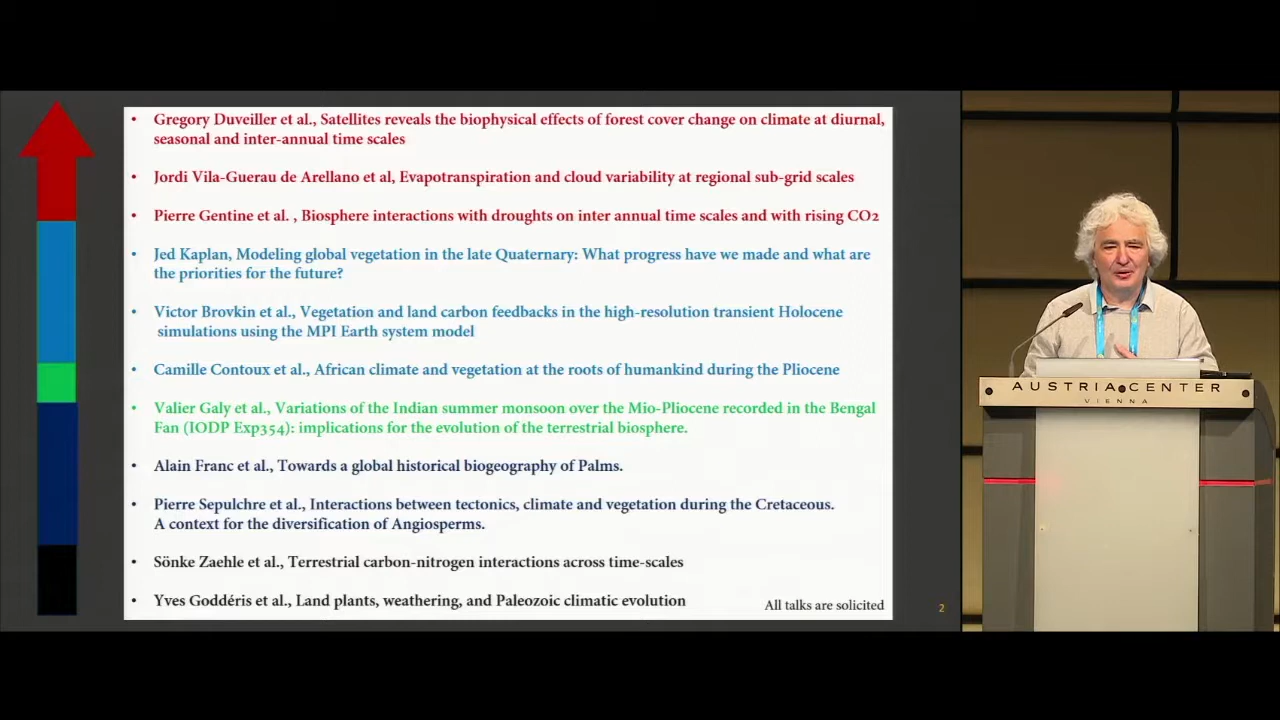 • Gregory Duveiller et al., Satellites reveals the biophysical effects of forest cover change on climate at diurnal,
seasonal and inter-annual time scales
• Jordi Vila-Guerau de Arellano et al, Evapotranspiration and cloud variability at regional sub-grid scales
• Pierre Gentine et al. , Biosphere interactions with droughts on inter annual time scales and with rising CO2
• Jed Kaplan, Modeling global vegetation in the late Quaternary: What progress have we made and what are
the priorities for the future?
• Victor Brovkin et al., Vegetation and land carbon feedbacks in the high-resolution transient Holocene
simulations using the MPI Earth system model
• Camille Contoux et al., African climate and vegetation at the roots of humankind during the Pliocene
• Valier Galy et al., Variations of the Indian summer monsoon over the Mio-Pliocene recorded in the Bengal
Fan (IODP Exp354): implications for the evolution of the terrestrial biosphere.
• Alain Franc et al., Towards a global historical biogeography of Palms.
• Pierre Sepulchre et al., Interactions between tectonics, climate and vegetation during the Cretaceous.
A context for the diversification of Angiosperms.
• Sönke Zaehle et al., Terrestrial carbon-nitrogen interactions across time-scales
• Yves Goddéris et al., Land plants, weathering, and Paleozoic climatic evolution
All talks are solicited
2
AUSTRIA CENTER
VIENNA